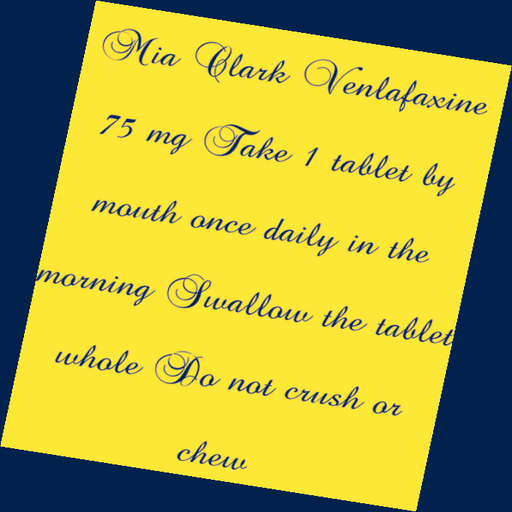 Mia Clark Venlafaxine
75 mg Take 1 tablet by
mouth once daily in the
morning Swallow the tablet
whole Do not crush or
chew